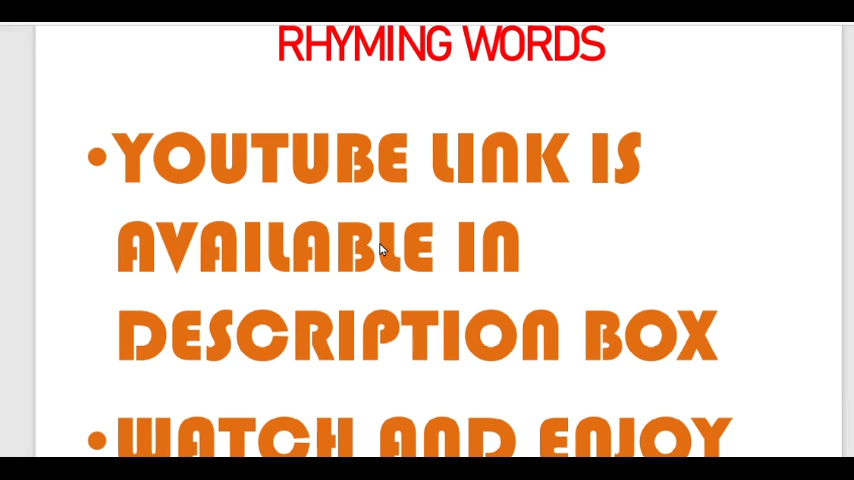 RHYMING WORDS
•YOUTUBE LINK IS
AVAILABLE IN
DESCRIPTION BOX
•WATCH AND ENJOY